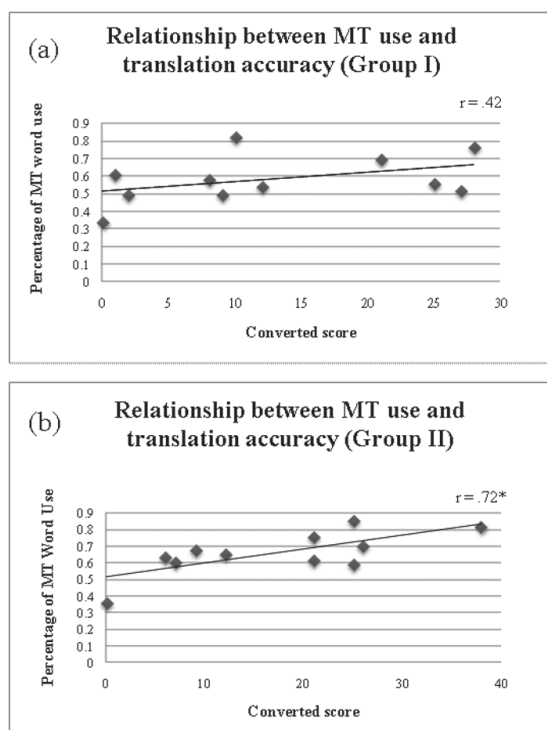 (a)
Relationship between MT use and
translation accuracy (Group I)
r = .42
Percentage of MT word use
0.9
0.8
0.7
0.6
0.5
0.4
0.3
0.2
0.1
0
0 5 10 15 20 25 30
Converted score
(b)
Relationship between MT use and
translation accuracy (Group II)
r = .72*
Percentage of MT Word Use
0.9
0.8
0.7
0.6
0.5
0.4
0.3
0.2
0.1
0
0 10 20 30 40
Converted score